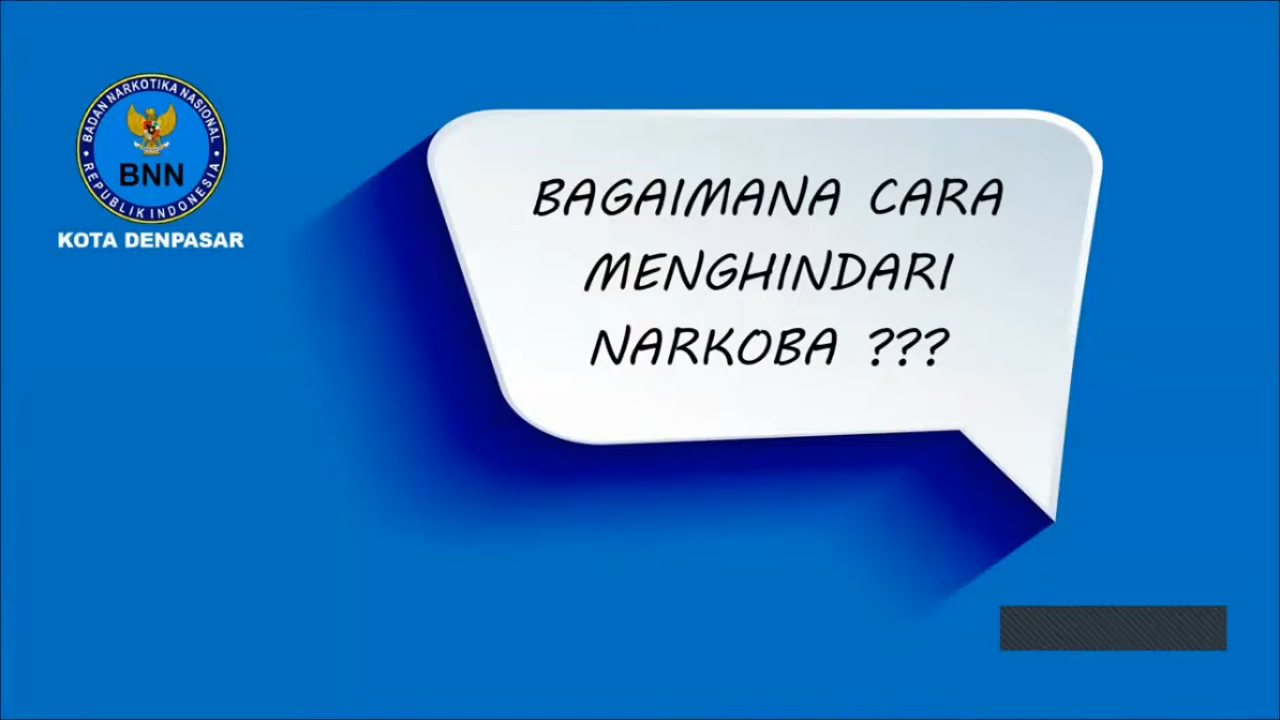 BADAN NARKOTIKA NASIONAL
BNN
REPUBLIK INDONESIA
KOTA DENPASAR
BAGAIMANA CARA
MENGHINDARI
NARKOBA ???